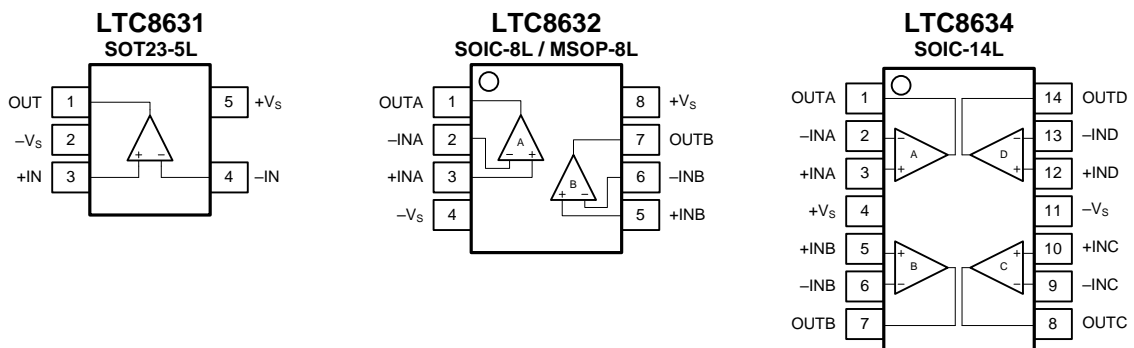 LTC8631
SOT23-5L
OUT 1 5 +VS
–VS 2
+IN 3 4 –IN
+ –
LTC8632
SOIC-8L / MSOP-8L
OUTA 1 8 +VS
–INA 2 7 OUTB
+INA 3 6 –INB
–VS 4 5 +INB
A
– +
B
+ –
LTC8634
SOIC-14L
OUTA 1 14 OUTD
–INA 2 – – 13 –IND
A D
+INA 3 + + 12 +IND
+VS 4 11 –VS
+INB 5 + + 10 +INC
B C
–INB 6 – – 9 –INC
OUTB 7 8 OUTC